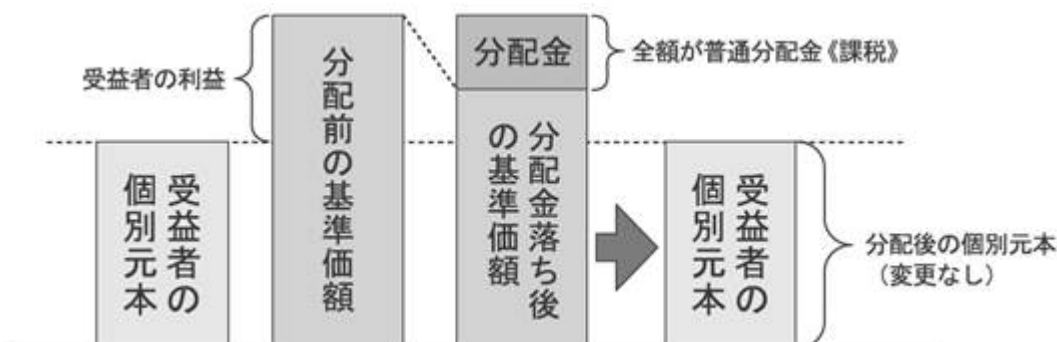 受益者の利益
分配前の基準価額
分配金
全額が普通分配金《課税》
受益者の
個別元本
分配金落ち後
の基準価額
受益者の
個別元本
分配後の個別元本
（変更なし）